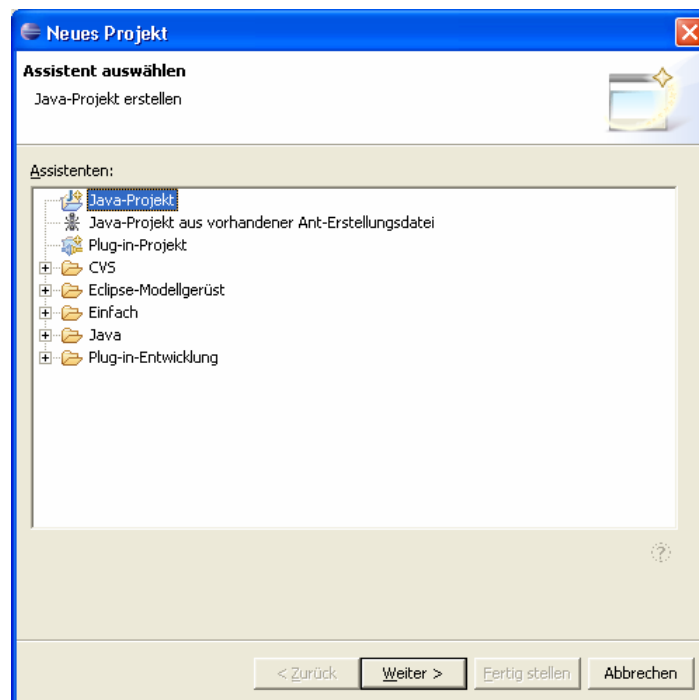 Neues Projekt
Assistent auswählen
Java-Projekt erstellen
Assistenten:
Java-Projekt
Java-Projekt aus vorhandener Ant-Erstellungsdatei
Plug-in-Projekt
CVS
Eclipse-Modellgerüst
Einfach
Java
Plug-in-Entwicklung
?
< Zurück Weiter > Fertig stellen Abbrechen